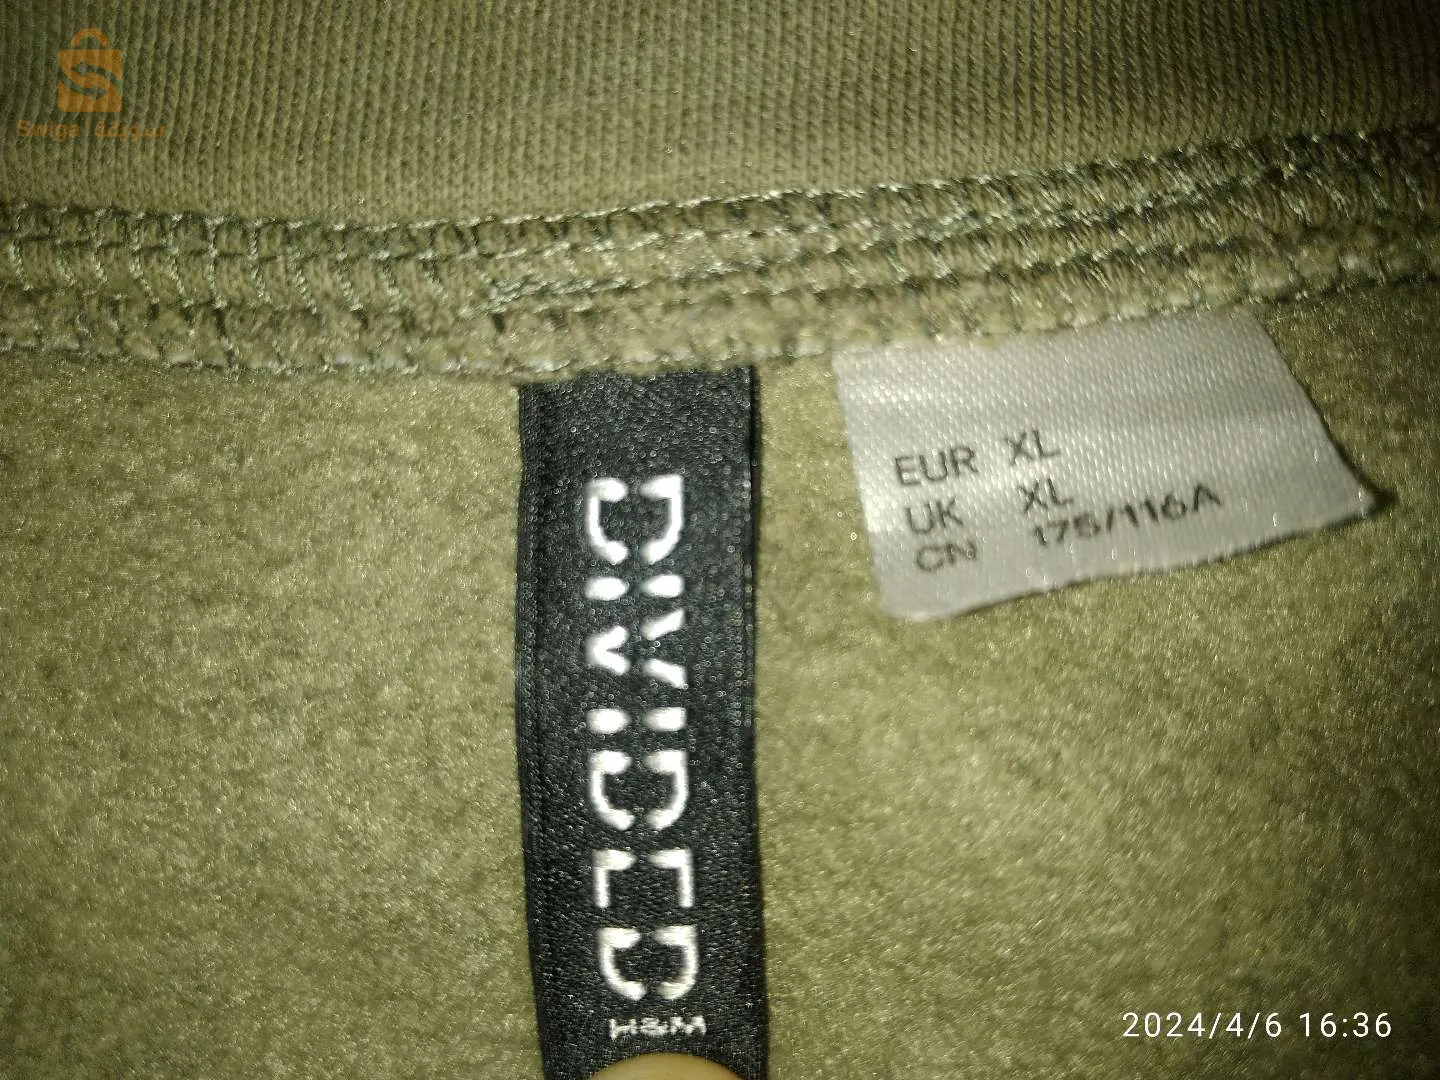 Swiga سويقة
EUR XL
UK XL
CN 175/116A
DIVIDED
H&M
2024/4/6 16:36